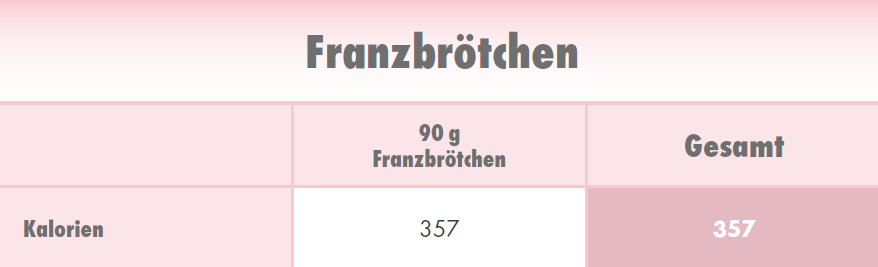 Franzbrötchen
90 g
Franzbrötchen
Gesamt
Kalorien
357
357